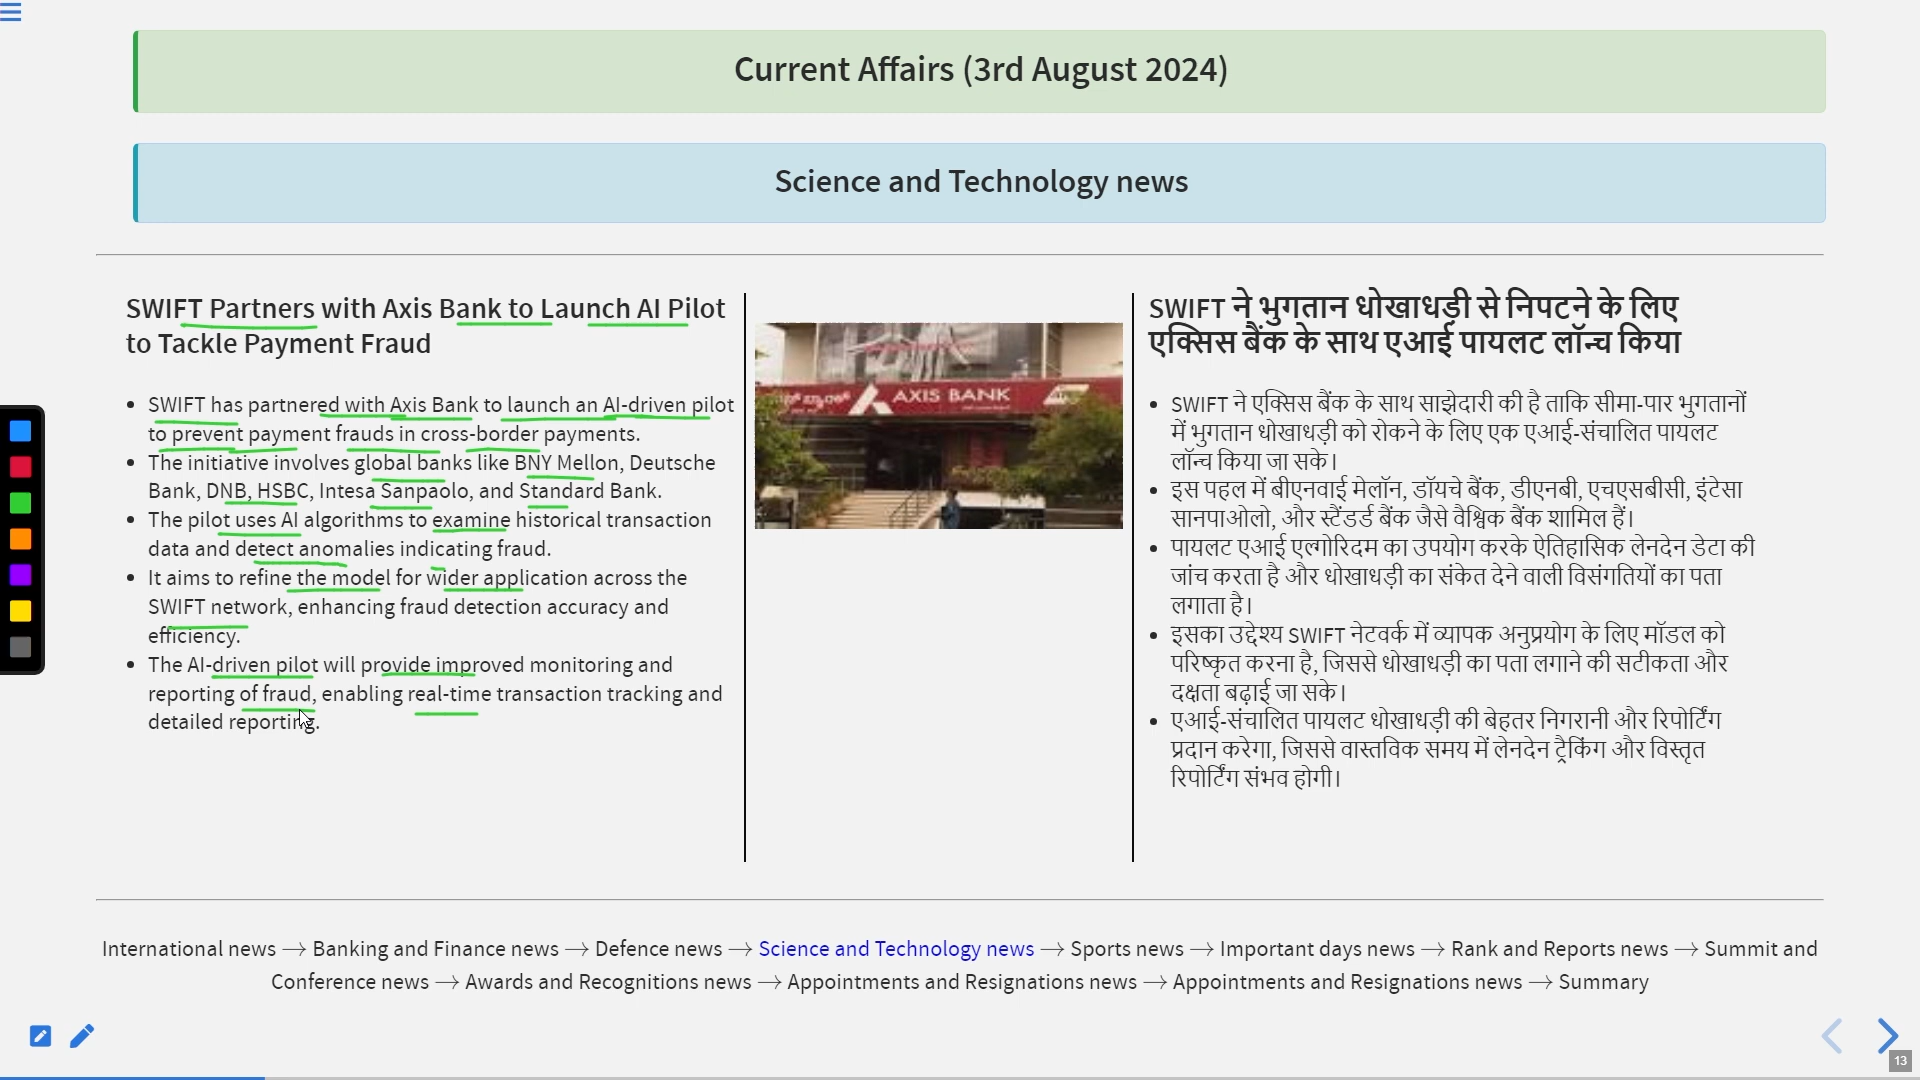 Current Affairs (3rd August 2024)
Science and Technology news
SWIFT Partners with Axis Bank to Launch AI Pilot
to Tackle Payment Fraud
• SWIFT has partnered with Axis Bank to launch an AI-driven pilot
to prevent payment frauds in cross-border payments.
• The initiative involves global banks like BNY Mellon, Deutsche
Bank, DNB, HSBC, Intesa Sanpaolo, and Standard Bank.
• The pilot uses AI algorithms to examine historical transaction
data and detect anomalies indicating fraud.
• It aims to refine the model for wider application across the
SWIFT network, enhancing fraud detection accuracy and
efficiency.
• The AI-driven pilot will provide improved monitoring and
reporting of fraud, enabling real-time transaction tracking and
detailed reporting.
AXIS BANK
SWIFT ने भुगतान धोखाधड़ी से निपटने के लिए
एक्सिस बैंक के साथ एआई पायलट लॉन्च किया
• SWIFT ने एक्सिस बैंक के साथ साझेदारी की है ताकि सीमा-पार भुगतानों
में भुगतान धोखाधड़ी को रोकने के लिए एक एआई-संचालित पायलट
लॉन्च किया जा सके।
• इस पहल में बीएनवाई मेलॉन, डॉयचे बैंक, डीएनबी, एचएसबीसी, इंटेसा
सानपाओलो, और स्टैंडर्ड बैंक जैसे वैश्विक बैंक शामिल हैं।
• पायलट एआई एल्गोरिदम का उपयोग करके ऐतिहासिक लेनदेन डेटा की
जांच करता है और धोखाधड़ी का संकेत देने वाली विसंगतियों का पता
लगाता है।
• इसका उद्देश्य SWIFT नेटवर्क में व्यापक अनुप्रयोग के लिए मॉडल को
परिष्कृत करना है, जिससे धोखाधड़ी का पता लगाने की सटीकता और
दक्षता बढ़ाई जा सके।
• एआई-संचालित पायलट धोखाधड़ी की बेहतर निगरानी और रिपोर्टिंग
प्रदान करेगा, जिससे वास्तविक समय में लेनदेन ट्रैकिंग और विस्तृत
रिपोर्टिंग संभव होगी।
International news → Banking and Finance news → Defence news → Science and Technology news → Sports news → Important days news → Rank and Reports news → Summit and
Conference news → Awards and Recognitions news → Appointments and Resignations news → Appointments and Resignations news → Summary
13